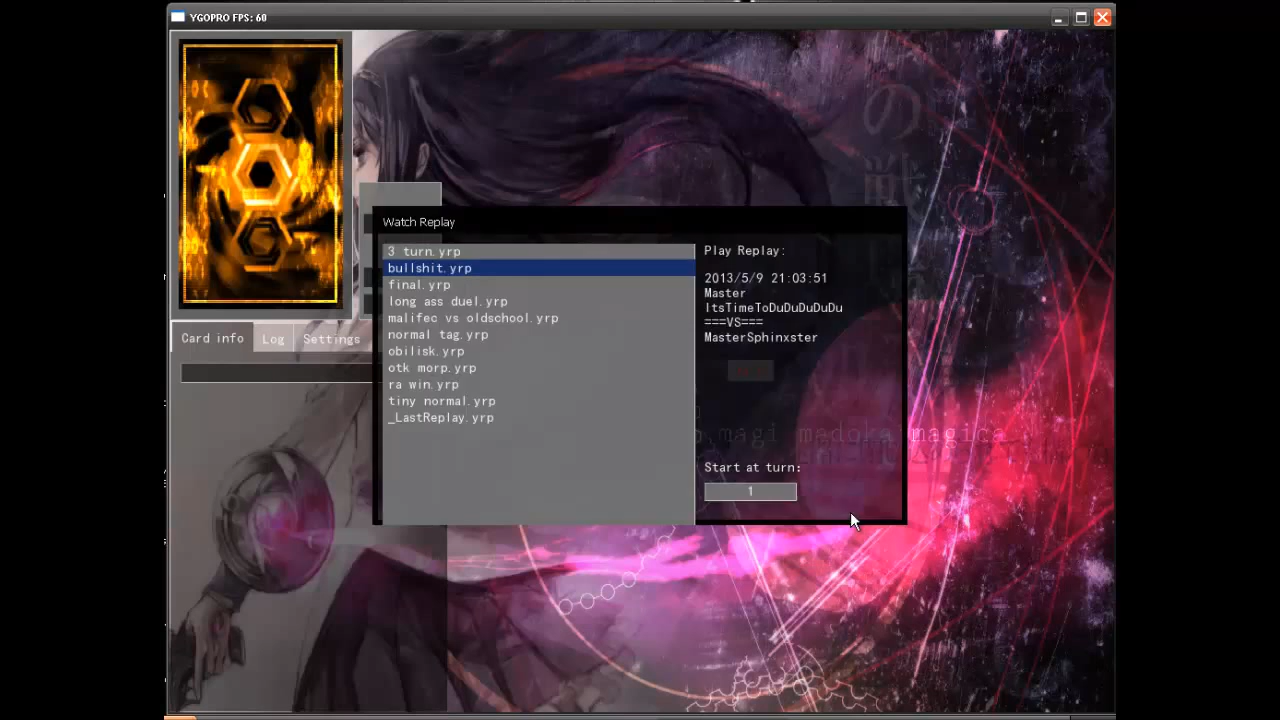 YGOPRO FPS: 60
の
戦
Watch Replay
3 turn.yrp
bullshit.yrp
final.yrp
long ass duel.yrp
malifec vs oldschool.yrp
normal tag.yrp
obilisk.yrp
otk morp.yrp
ra win.yrp
tiny normal.yrp
_LastReplay.yrp
Play Replay:
2013/5/9 21:03:51
Master
ItsTimeToDuDuDuDuDu
===VS===
MasterSphinxster
Card info
Log
Settings
magi madoka magica
Start at turn:
1